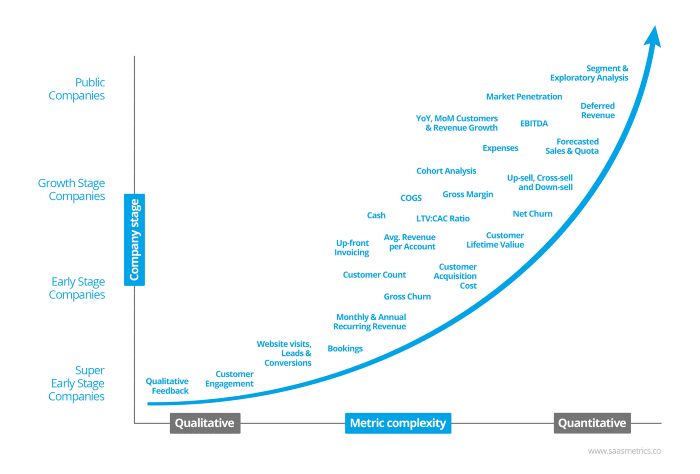 Segment &
Exploratory Analysis
Public
Companies
Market Penetration
Deferred
Revenue
YoY, MoM Customers
& Revenue Growth
EBITDA
Forecasted
Sales & Quota
Expenses
Cohort Analysis
Growth Stage
Companies
Up-sell, Cross-sell
and Down-sell
COGS
Gross Margin
Company stage
Cash
LTV:CAC Ratio
Net Churn
Up-front
Invoicing
Avg. Revenue
per Account
Customer
Lifetime Valiue
Early Stage
Companies
Customer Count
Customer
Acquisition
Cost
Gross Churn
Monthly & Annual
Recurring Revenue
Website visits,
Leads &
Conversions
Bookings
Super
Early Stage
Companies
Qualitative
Feedback
Customer
Engagement
Qualitative
Metric complexity
Quantitative
www.saasmetrics.co